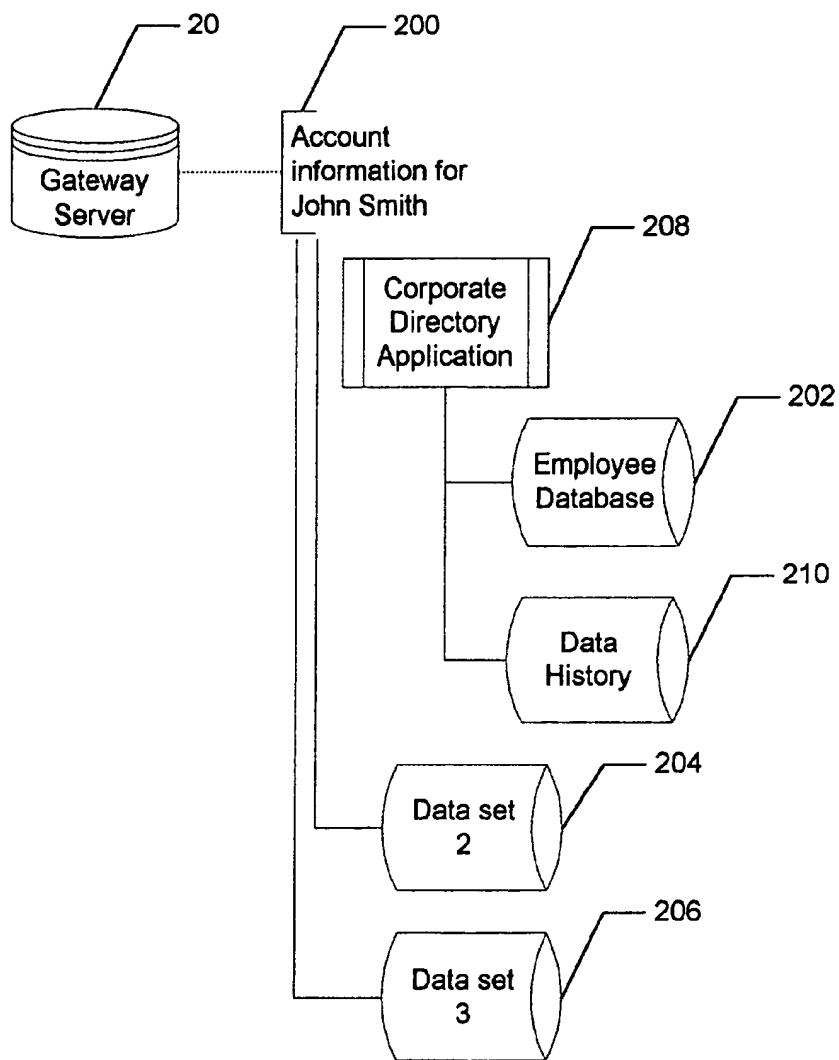 20
200
Gateway
Server
Account
information for
John Smith
208
Corporate
Directory
Application
202
Employee
Database
210
Data
History
204
Data set
2
206
Data set
3